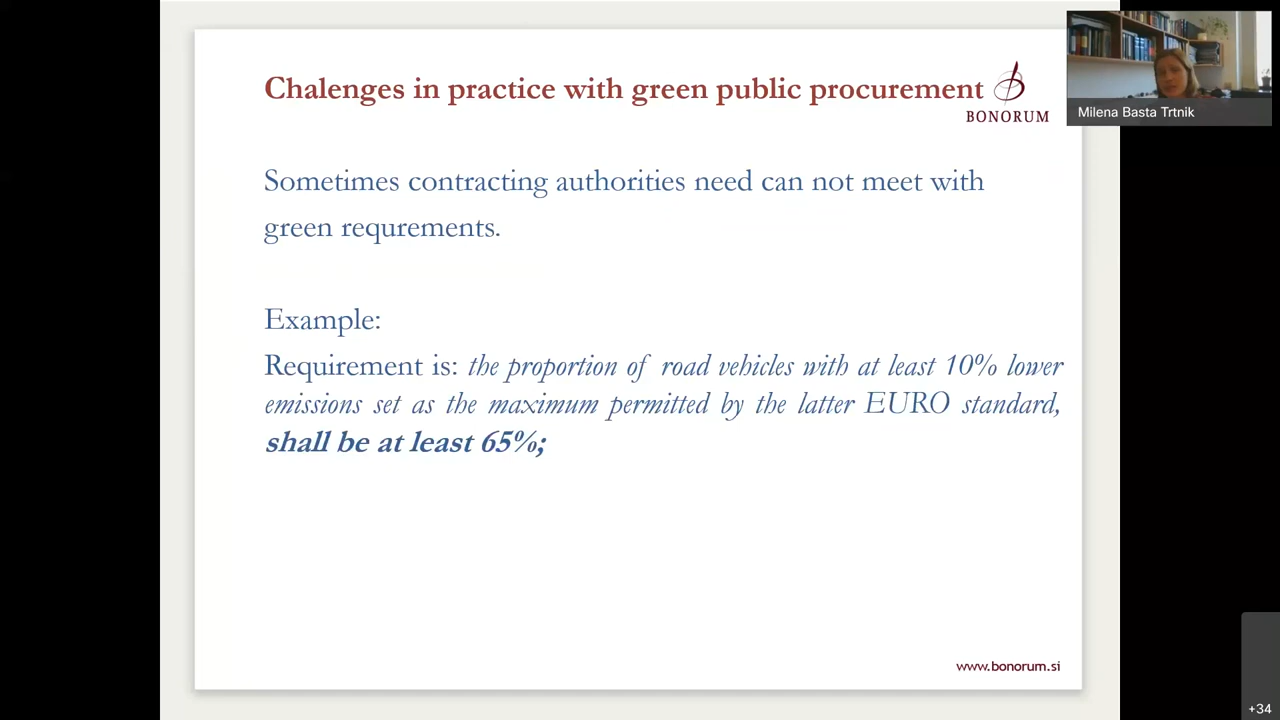 Chalenges in practice with green public procurement
BONORUM
Milena Basta Trtnik
Sometimes contracting authorities need can not meet with
green requrements.
Example:
Requirement is: the proportion of road vehicles with at least 10% lower
emissions set as the maximum permitted by the latter EURO standard,
shall be at least 65%;
www.bonorum.si
+34